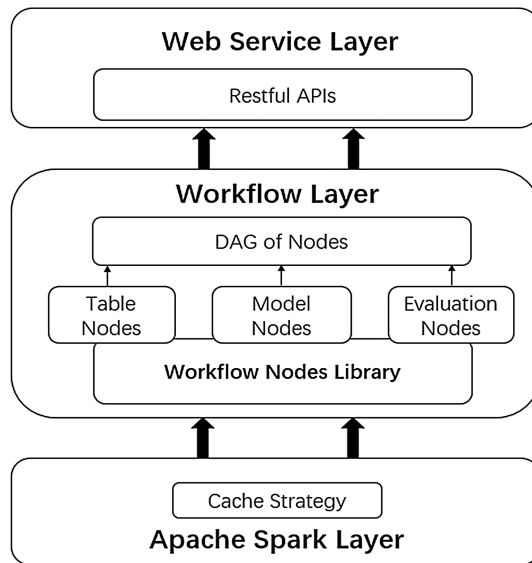 Web Service Layer
Restful APIs
Workflow Layer
DAG of Nodes
Table
Nodes
Model
Nodes
Evaluation
Nodes
Workflow Nodes Library
Cache Strategy
Apache Spark Layer